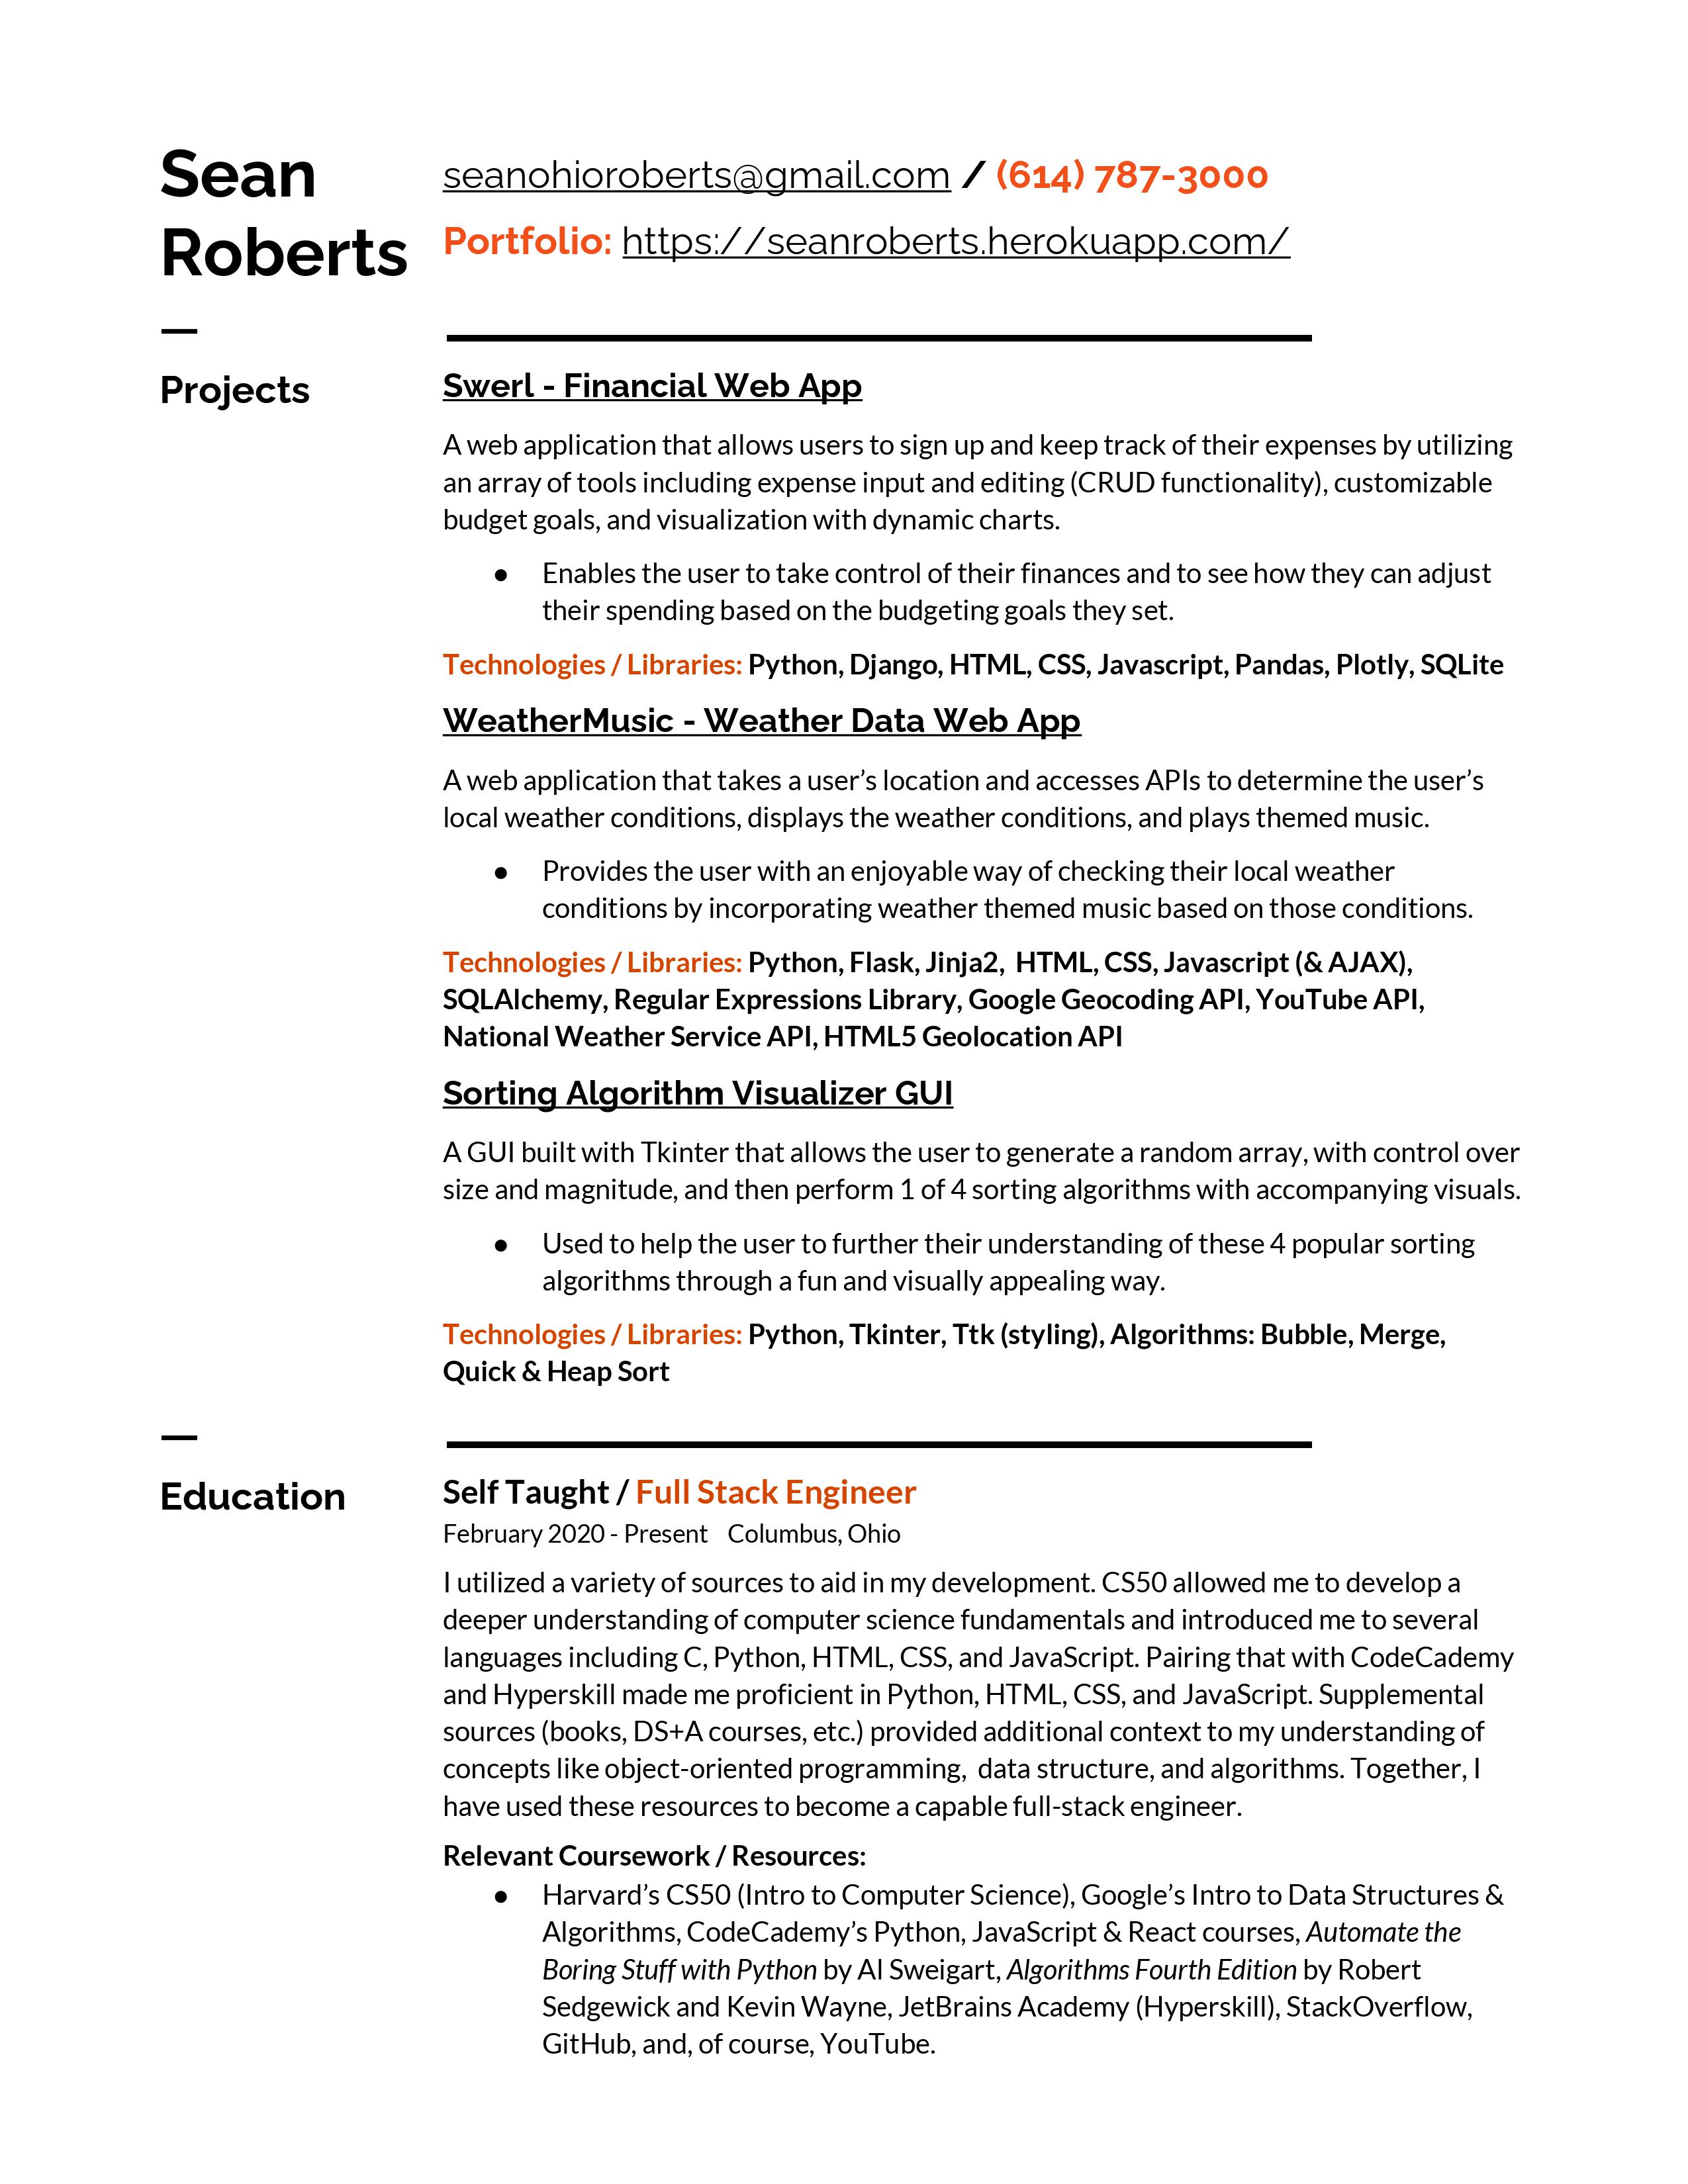 Sean
Roberts
seanohioroberts@gmail.com / (614) 787-3000
Portfolio: https://seanroberts.herokuapp.com/
—
Projects
Swerl - Financial Web App
A web application that allows users to sign up and keep track of their expenses by utilizing
an array of tools including expense input and editing (CRUD functionality), customizable
budget goals, and visualization with dynamic charts.
● Enables the user to take control of their finances and to see how they can adjust
their spending based on the budgeting goals they set.
Technologies / Libraries: Python, Django, HTML, CSS, Javascript, Pandas, Plotly, SQLite
WeatherMusic - Weather Data Web App
A web application that takes a user’s location and accesses APIs to determine the user’s
local weather conditions, displays the weather conditions, and plays themed music.
● Provides the user with an enjoyable way of checking their local weather
conditions by incorporating weather themed music based on those conditions.
Technologies / Libraries: Python, Flask, Jinja2,  HTML, CSS, Javascript (& AJAX),
SQLAlchemy, Regular Expressions Library, Google Geocoding API, YouTube API,
National Weather Service API, HTML5 Geolocation API
Sorting Algorithm Visualizer GUI
A GUI built with Tkinter that allows the user to generate a random array, with control over
size and magnitude, and then perform 1 of 4 sorting algorithms with accompanying visuals.
● Used to help the user to further their understanding of these 4 popular sorting
algorithms through a fun and visually appealing way.
Technologies / Libraries: Python, Tkinter, Ttk (styling), Algorithms: Bubble, Merge,
Quick & Heap Sort
—
Education
Self Taught / Full Stack Engineer
February 2020 - Present   Columbus, Ohio
I utilized a variety of sources to aid in my development. CS50 allowed me to develop a
deeper understanding of computer science fundamentals and introduced me to several
languages including C, Python, HTML, CSS, and JavaScript. Pairing that with CodeCademy
and Hyperskill made me proficient in Python, HTML, CSS, and JavaScript. Supplemental
sources (books, DS+A courses, etc.) provided additional context to my understanding of
concepts like object-oriented programming,  data structure, and algorithms. Together, I
have used these resources to become a capable full-stack engineer.
Relevant Coursework / Resources:
● Harvard’s CS50 (Intro to Computer Science), Google’s Intro to Data Structures &
Algorithms, CodeCademy’s Python, JavaScript & React courses, Automate the
Boring Stuff with Python by Al Sweigart, Algorithms Fourth Edition by Robert
Sedgewick and Kevin Wayne, JetBrains Academy (Hyperskill), StackOverflow,
GitHub, and, of course, YouTube.